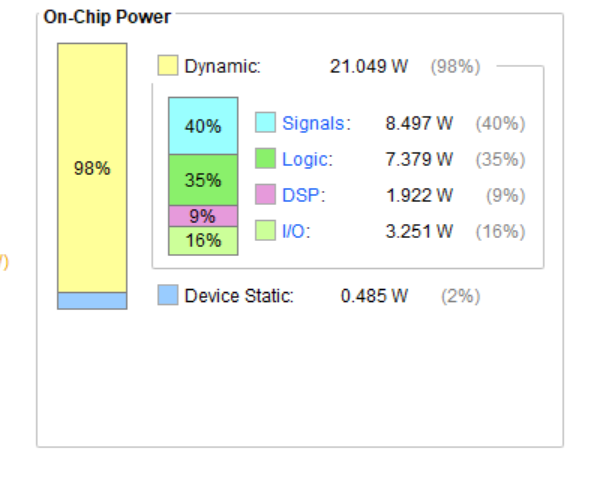 On-Chip Power
98%
Dynamic: 21.049 W (98%)
40%
35%
9%
16%
Signals: 8.497 W (40%)
Logic: 7.379 W (35%)
DSP: 1.922 W (9%)
I/O: 3.251 W (16%)
Device Static: 0.485 W (2%)